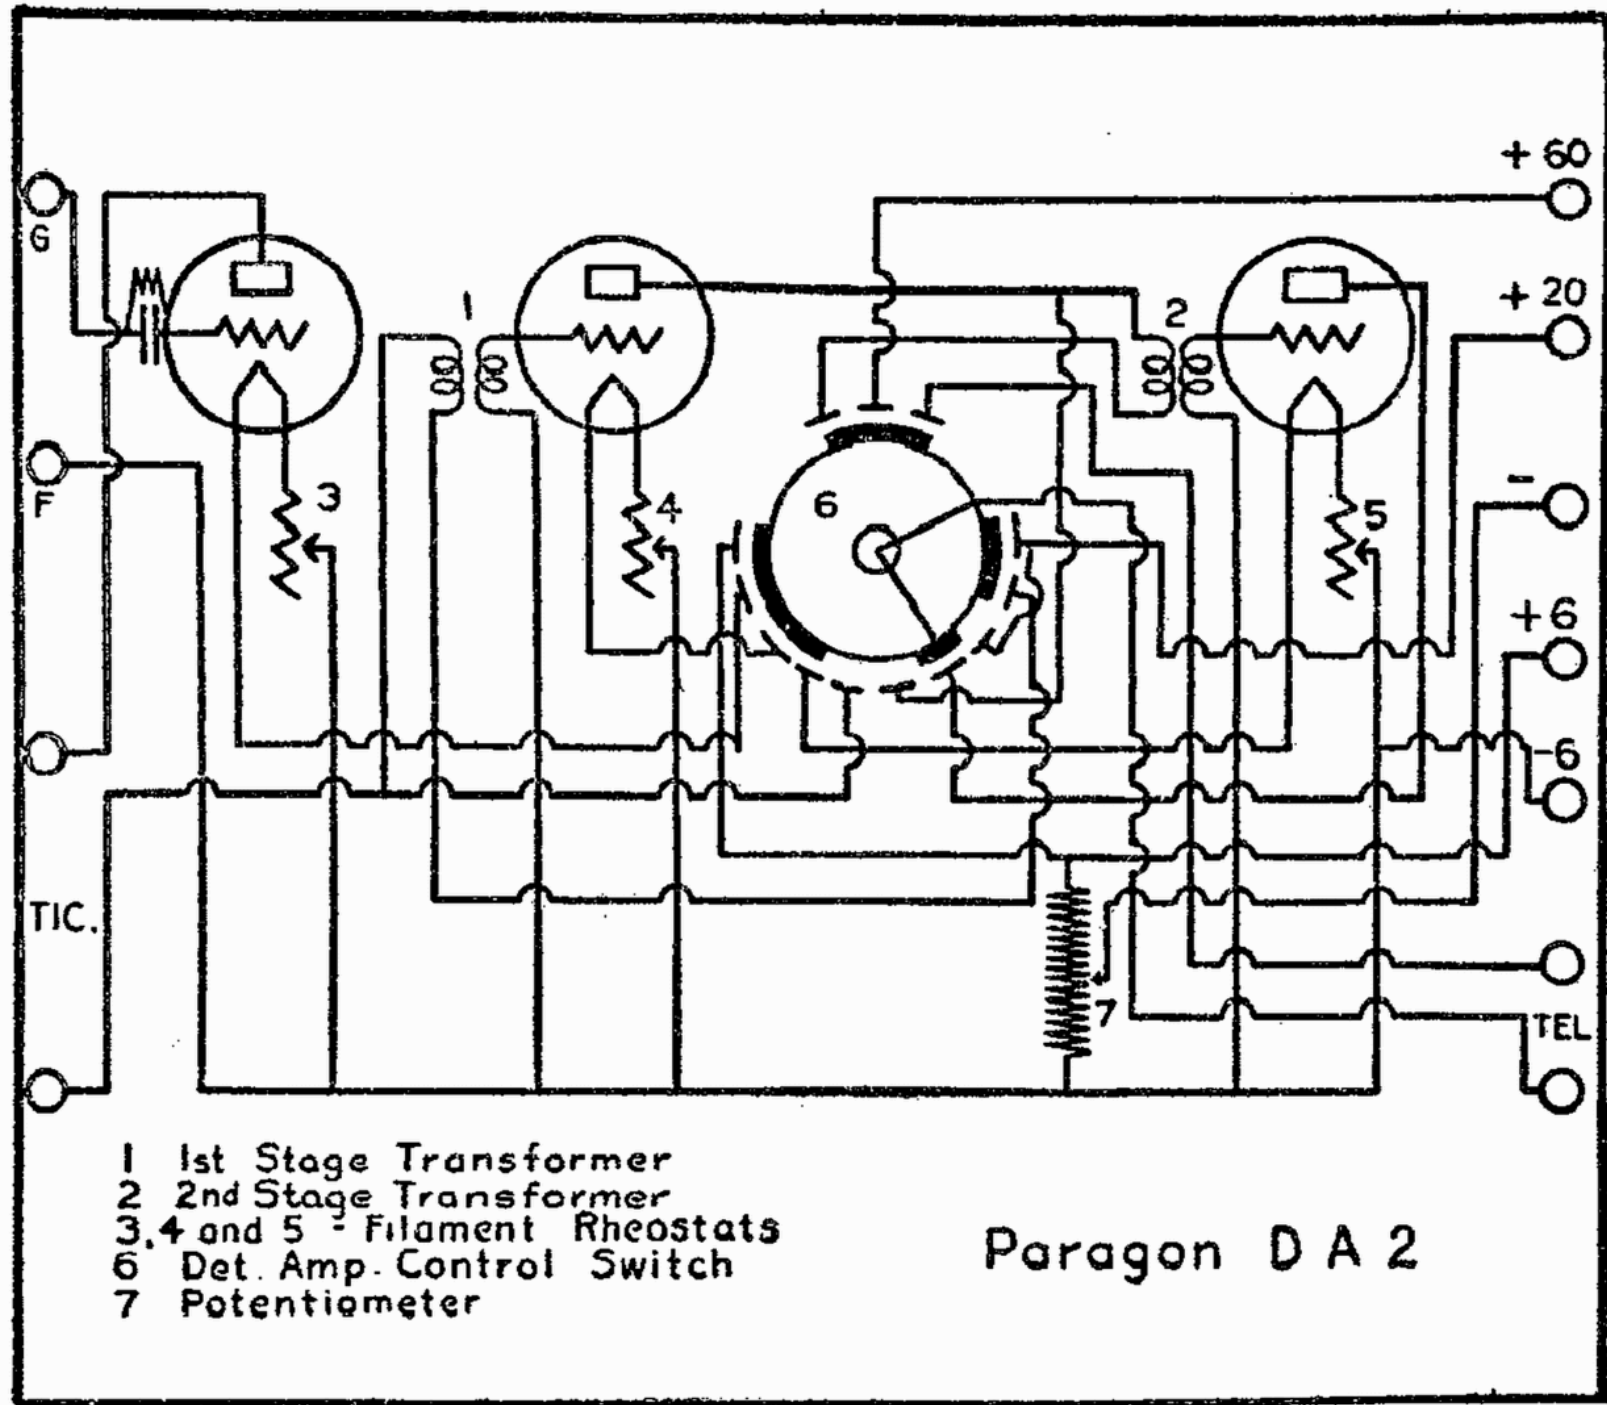 + 60
G
1
2
+ 20
F
3
4
6
5
-
+ 6
-6
TIC.
7
TEL
1 1st Stage Transformer
2 2nd Stage Transformer
3,4 and 5 - Filament Rheostats
6 Det. Amp. Control Switch
7 Potentiometer
Paragon D A 2